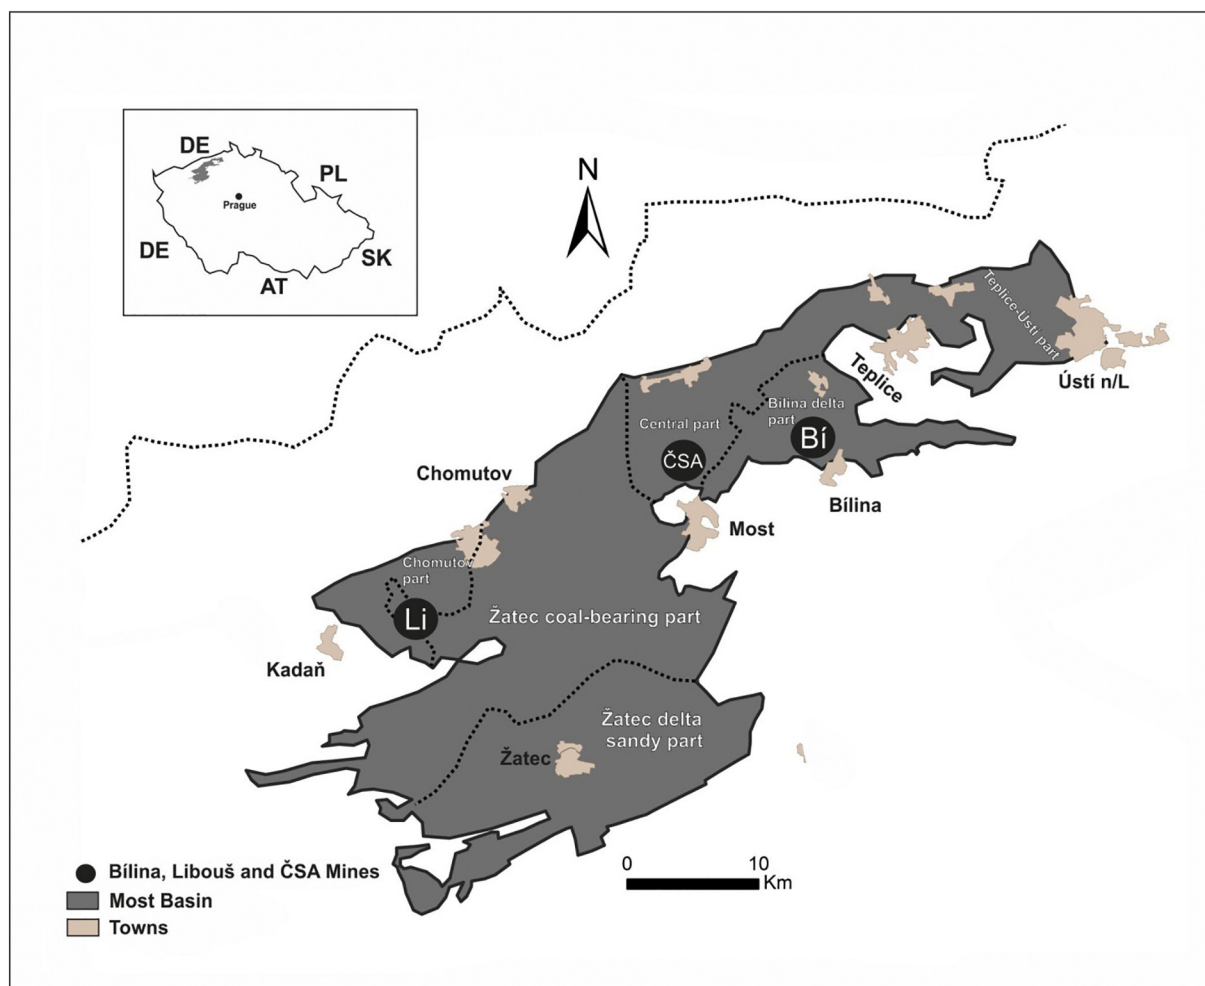 DE
PL
Prague
DE
SK
AT
N
Teplice-Ústí part
Teplice
Ústí n/L
Bílina delta
part
Central part
Bí
ČSA
Chomutov
Bílina
Most
Chomutov
part
Li
Žatec coal-bearing part
Kadaň
Žatec delta
sandy part
Žatec
Bílina, Libouš and ČSA Mines
Most Basin
Towns
0 10
Km